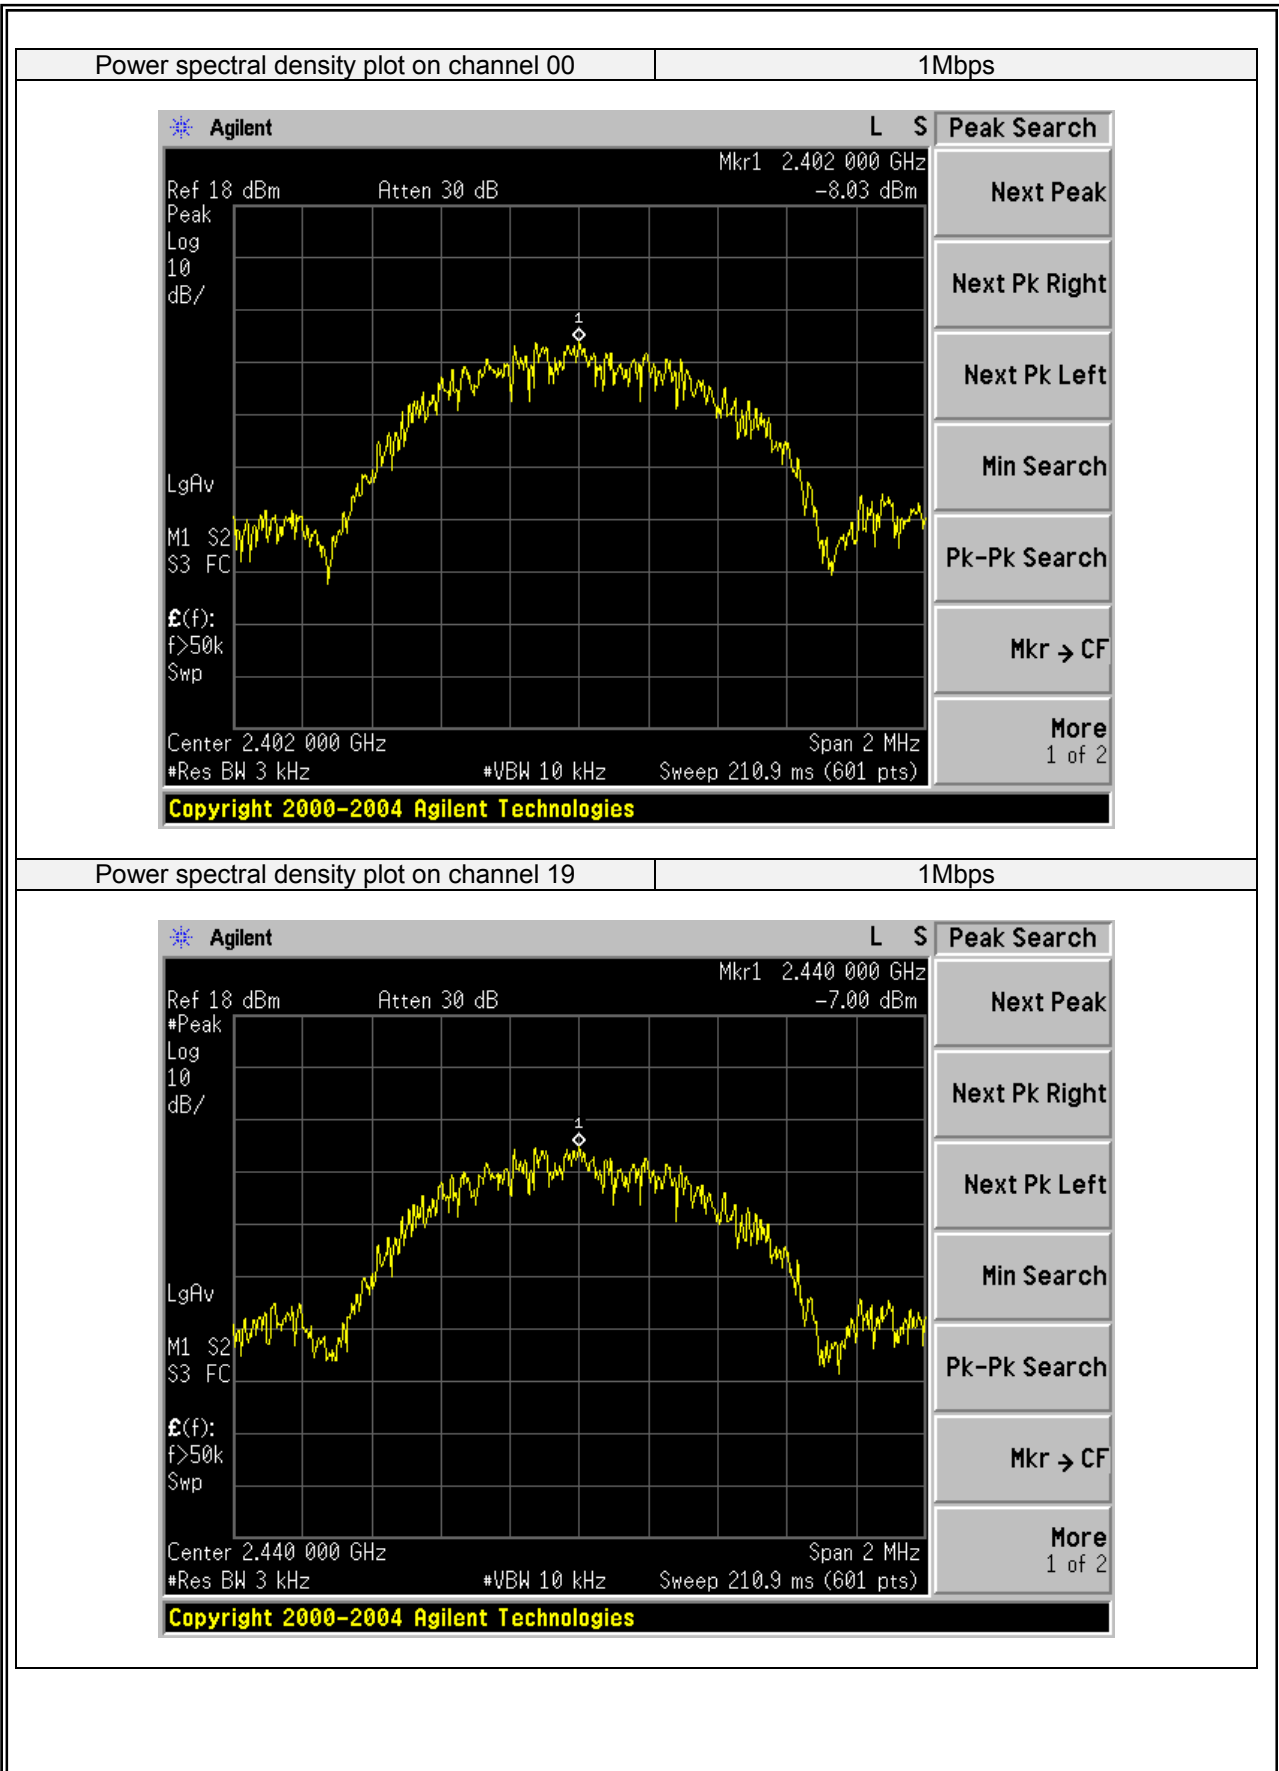 Power spectral density plot on channel 00 1Mbps
Agilent L S Peak Search
Mkr1 2.402 000 GHz
Ref 18 dBm Atten 30 dB -8.03 dBm
Peak
Log
10
dB/
1
LgAv
M1 S2
S3 FC
£(f):
f>50k
Swp
Center 2.402 000 GHz Span 2 MHz
#Res BW 3 kHz #VBW 10 kHz Sweep 210.9 ms (601 pts)
Copyright 2000-2004 Agilent Technologies
Next Peak
Next Pk Right
Next Pk Left
Min Search
Pk-Pk Search
Mkr → CF
More
1 of 2
Power spectral density plot on channel 19 1Mbps
Agilent L S Peak Search
Mkr1 2.440 000 GHz
Ref 18 dBm Atten 30 dB -7.00 dBm
#Peak
Log
10
dB/
1
LgAv
M1 S2
S3 FC
£(f):
f>50k
Swp
Center 2.440 000 GHz Span 2 MHz
#Res BW 3 kHz #VBW 10 kHz Sweep 210.9 ms (601 pts)
Copyright 2000-2004 Agilent Technologies
Next Peak
Next Pk Right
Next Pk Left
Min Search
Pk-Pk Search
Mkr → CF
More
1 of 2